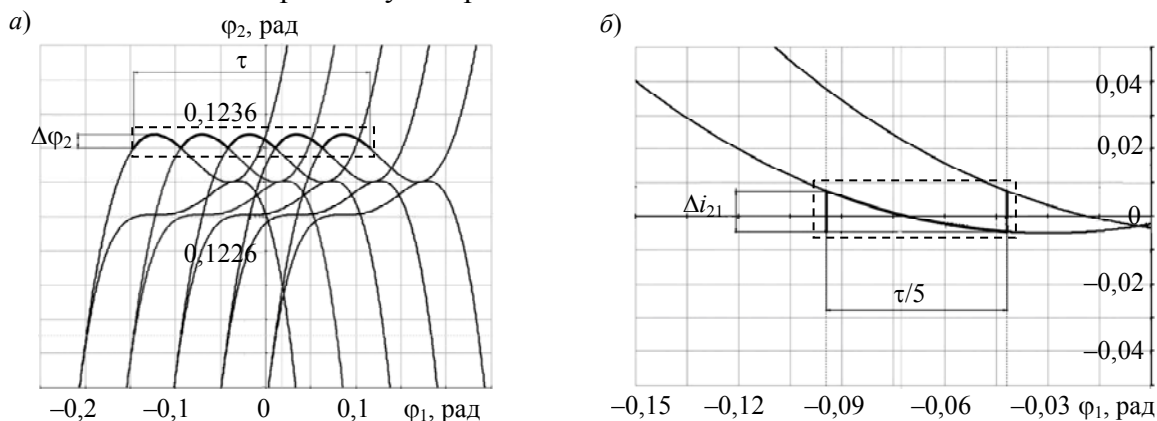 а)
φ₂, рад
τ
0,1236
Δφ₂
0,1226
–0,2 –0,1 0 0,1 φ₁, рад
б)
0,04
0,02
Δi₂₁
0
–0,02
τ/5
–0,04
–0,15 –0,12 –0,09 –0,06 –0,03 φ₁, рад